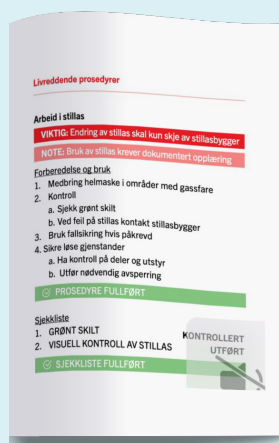 Livreddende prosedyrer
Arbeid i stillas
VIKTIG: Endring av stillas skal kun skje av stillasbygger
NOTE: Bruk av stillas krever dokumentert opplæring
Forberedelse og bruk
1. Medbring helmaske i områder med gassfare
2. Kontroll
a. Sjekk grønt skilt
b. Ved feil på stillas kontakt stillasbygger
3. Bruk fallsikring hvis påkrevd
4. Sikre løse gjenstander
a. Ha kontroll på deler og utstyr
b. Utfør nødvendig avsperring
PROSEDYRE FULLFØRT
Sjekkliste
1. GRØNT SKILT
2. VISUELL KONTROLL AV STILLAS
KONTROLLERT
UTFØRT
SJEKKLISTE FULLFØRT